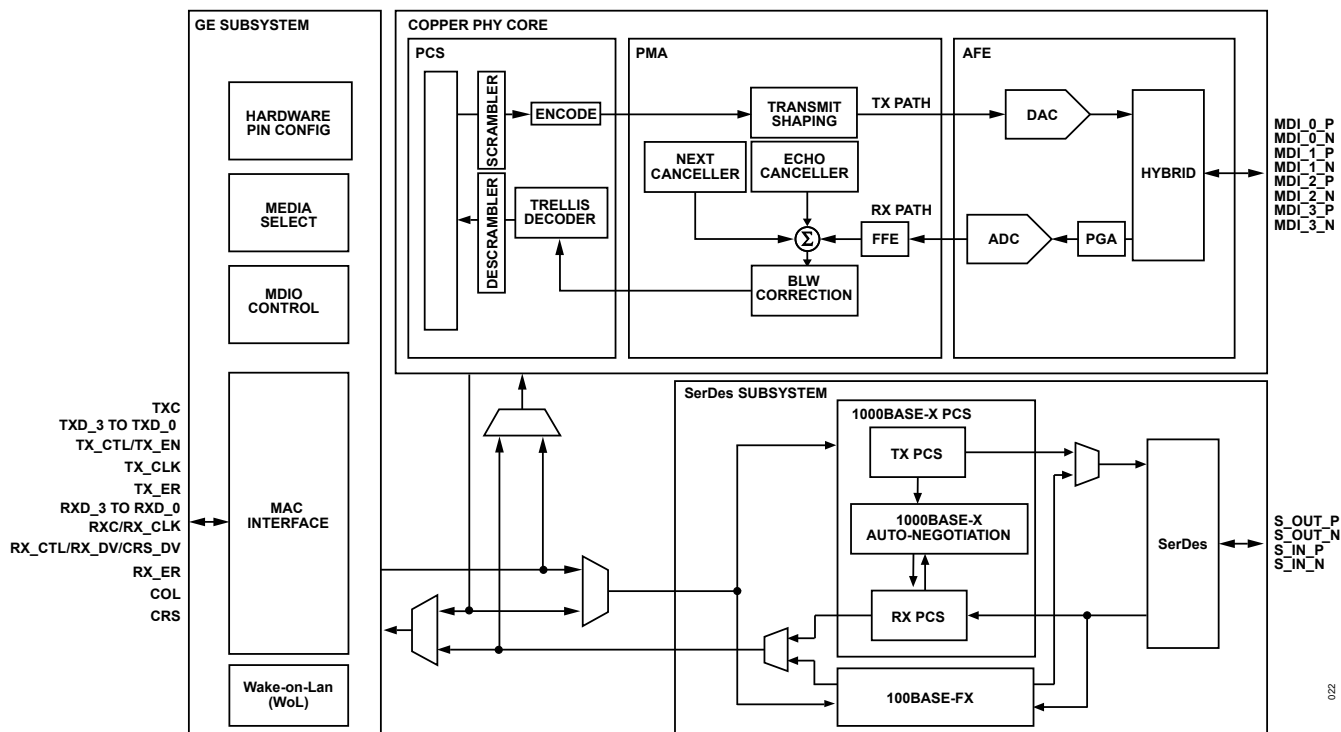 GE SUBSYSTEM
HARDWARE
PIN CONFIG
MEDIA
SELECT
MDIO
CONTROL
MAC
INTERFACE
Wake-on-Lan
(WoL)
TXC
TXD_3 TO TXD_0
TX_CTL/TX_EN
TX_CLK
TX_ER
RXD_3 TO RXD_0
RXC/RX_CLK
RX_CTL/RX_DV/CRS_DV
RX_ER
COL
CRS
COPPER PHY CORE
PCS
SCRAMBLER
ENCODE
DESCRAMBLER
TRELLIS
DECODER
PMA
TRANSMIT
SHAPING
TX PATH
NEXT
CANCELLER
ECHO
CANCELLER
RX PATH
Σ
FFE
BLW
CORRECTION
AFE
DAC
HYBRID
ADC
PGA
MDI_0_P
MDI_0_N
MDI_1_P
MDI_1_N
MDI_2_P
MDI_2_N
MDI_3_P
MDI_3_N
SerDes SUBSYSTEM
1000BASE-X PCS
TX PCS
1000BASE-X
AUTO-NEGOTIATION
RX PCS
100BASE-FX
SerDes
S_OUT_P
S_OUT_N
S_IN_P
S_IN_N
022